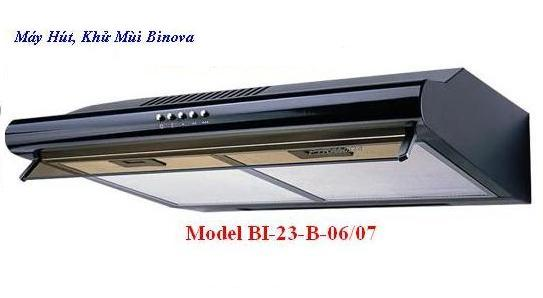 Máy Hút, Khử Mùi Binova
Model BI-23-B-06/07